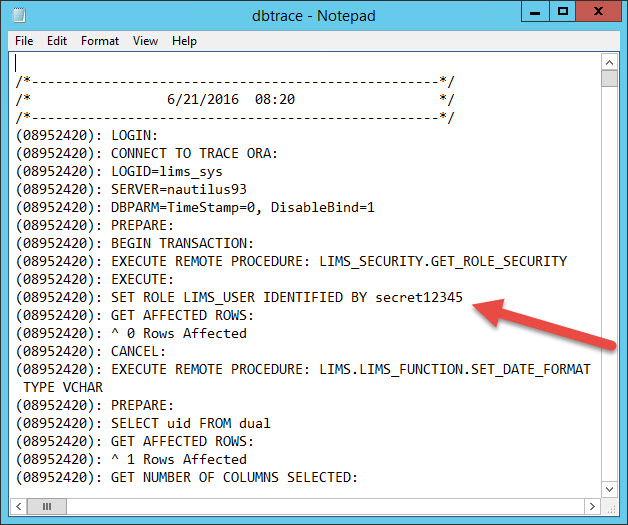 dbtrace - Notepad
File Edit Format View Help
/*---------------------------------------------------*/
/* 6/21/2016 08:20 */
/*---------------------------------------------------*/
(08952420): LOGIN:
(08952420): CONNECT TO TRACE ORA:
(08952420): LOGID=lims_sys
(08952420): SERVER=nautilus93
(08952420): DBPARM=TimeStamp=0, DisableBind=1
(08952420): PREPARE:
(08952420): BEGIN TRANSACTION:
(08952420): EXECUTE REMOTE PROCEDURE: LIMS_SECURITY.GET_ROLE_SECURITY
(08952420): EXECUTE:
(08952420): SET ROLE LIMS_USER IDENTIFIED BY secret12345
(08952420): GET AFFECTED ROWS:
(08952420): ^ 0 Rows Affected
(08952420): CANCEL:
(08952420): EXECUTE REMOTE PROCEDURE: LIMS.LIMS_FUNCTION.SET_DATE_FORMAT
TYPE VCHAR
(08952420): PREPARE:
(08952420): SELECT uid FROM dual
(08952420): GET AFFECTED ROWS:
(08952420): ^ 1 Rows Affected
(08952420): GET NUMBER OF COLUMNS SELECTED: